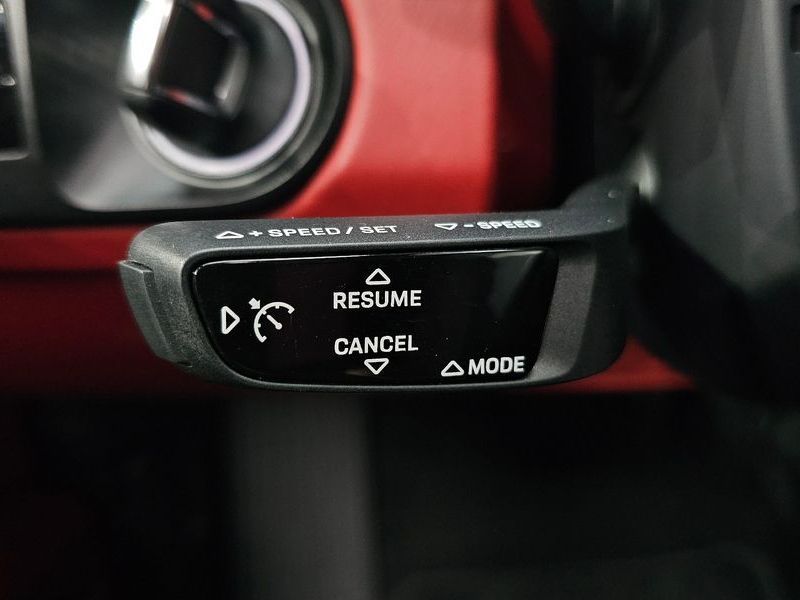 + SPEED / SET - SPEED
RESUME
CANCEL
MODE